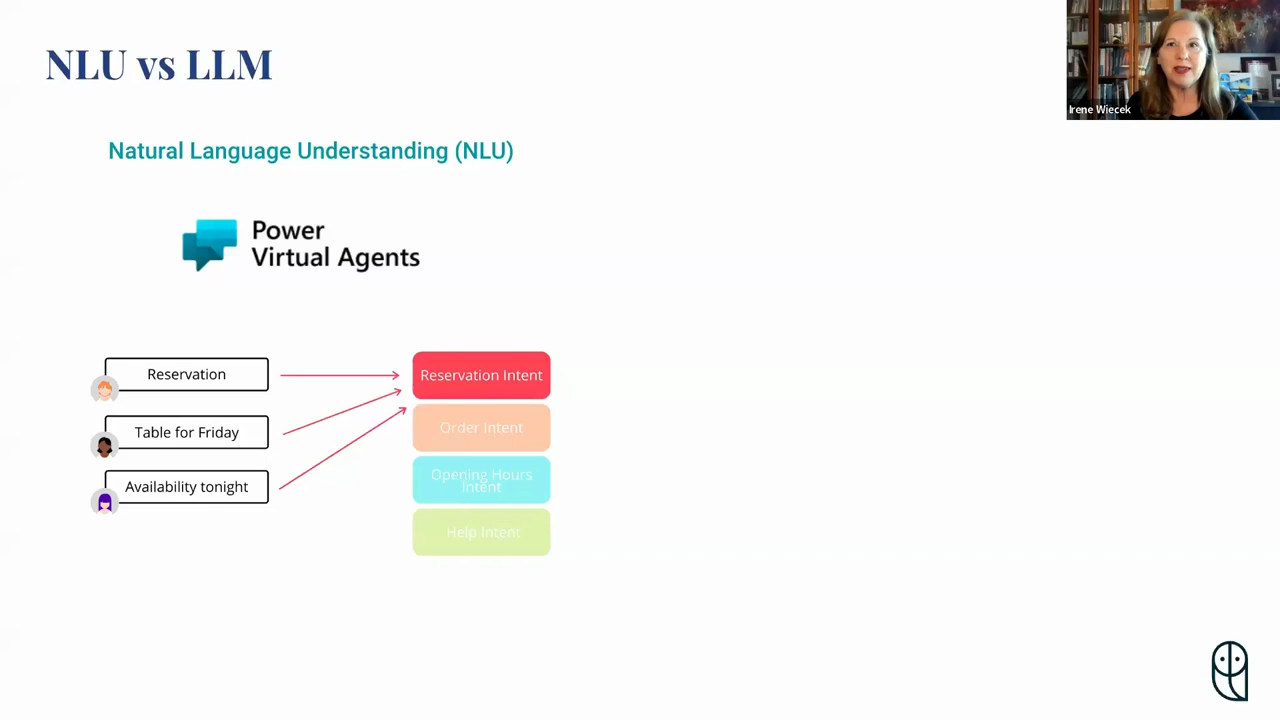 NLU vs LLM
Irene Wiecek
Natural Language Understanding (NLU)
Power
Virtual Agents
Reservation
Table for Friday
Availability tonight
Reservation Intent
Order Intent
Opening Hours
Intent
Help Intent